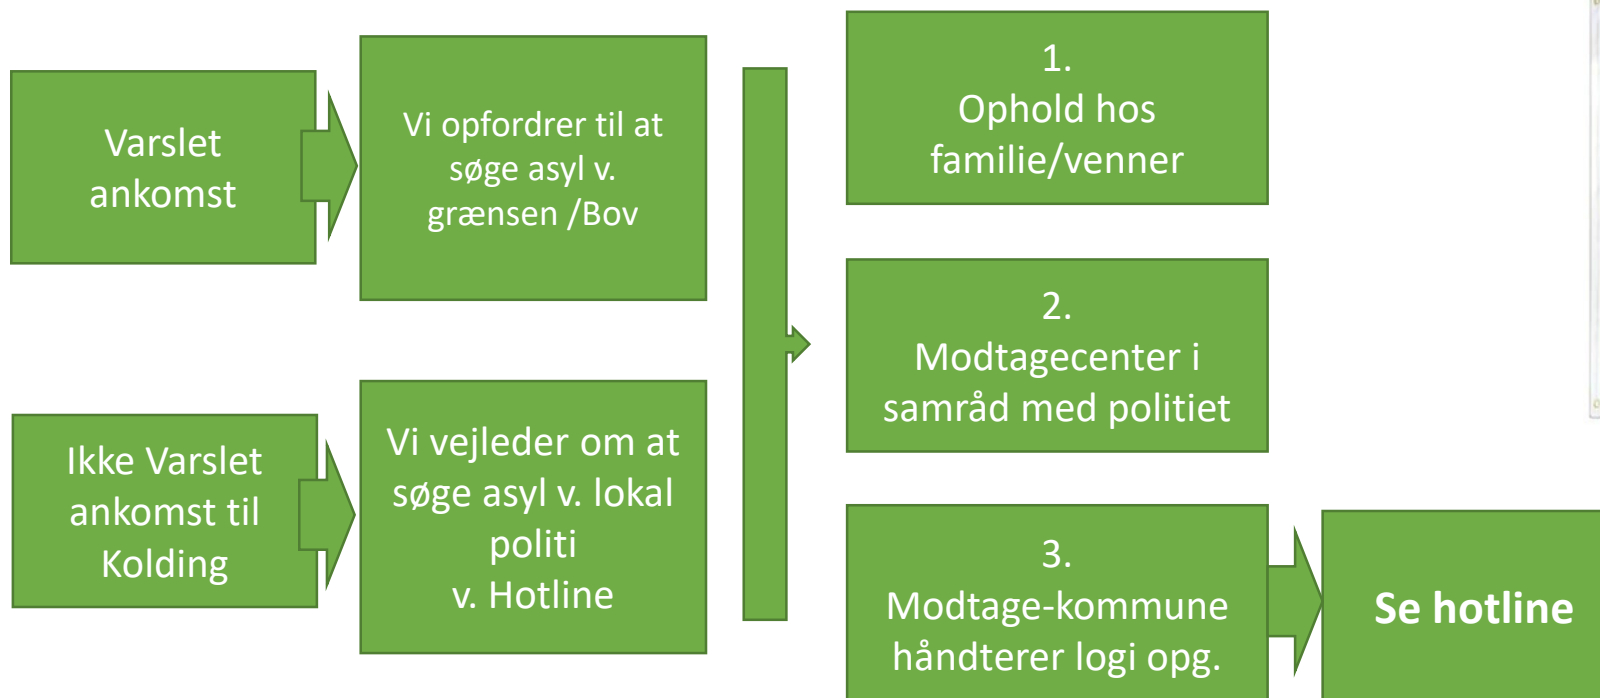 Varslet
ankomst
Vi opfordrer til at
søge asyl v.
grænsen /Bov
Ikke Varslet
ankomst til
Kolding
Vi vejleder om at
søge asyl v. lokal
politi
v. Hotline
1.
Ophold hos
familie/venner
2.
Modtagecenter i
samråd med politiet
3.
Modtage-kommune
håndterer logi opg.
Se hotline